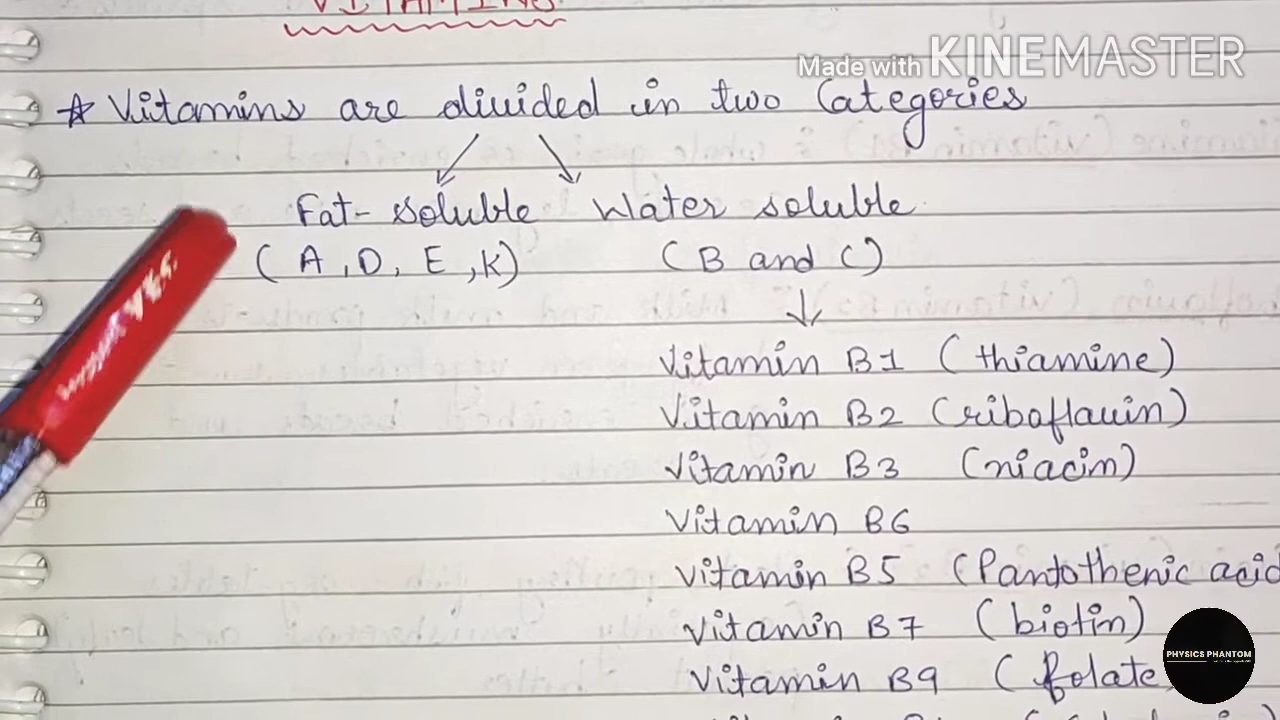 VITAMINS
Made with KINEMASTER
☆ Vitamins are divided in two Categories
Fat- soluble Water soluble
( A , D , E , K ) ( B and C )
Vitamin B1 ( thiamine )
Vitamin B2 ( riboflavin )
Vitamin B3 ( niacin )
Vitamin B6
Vitamin B5 ( Pantothenic acid
Vitamin B7 ( biotin )
PHYSICS PHANTOM
Vitamin B9 ( folate